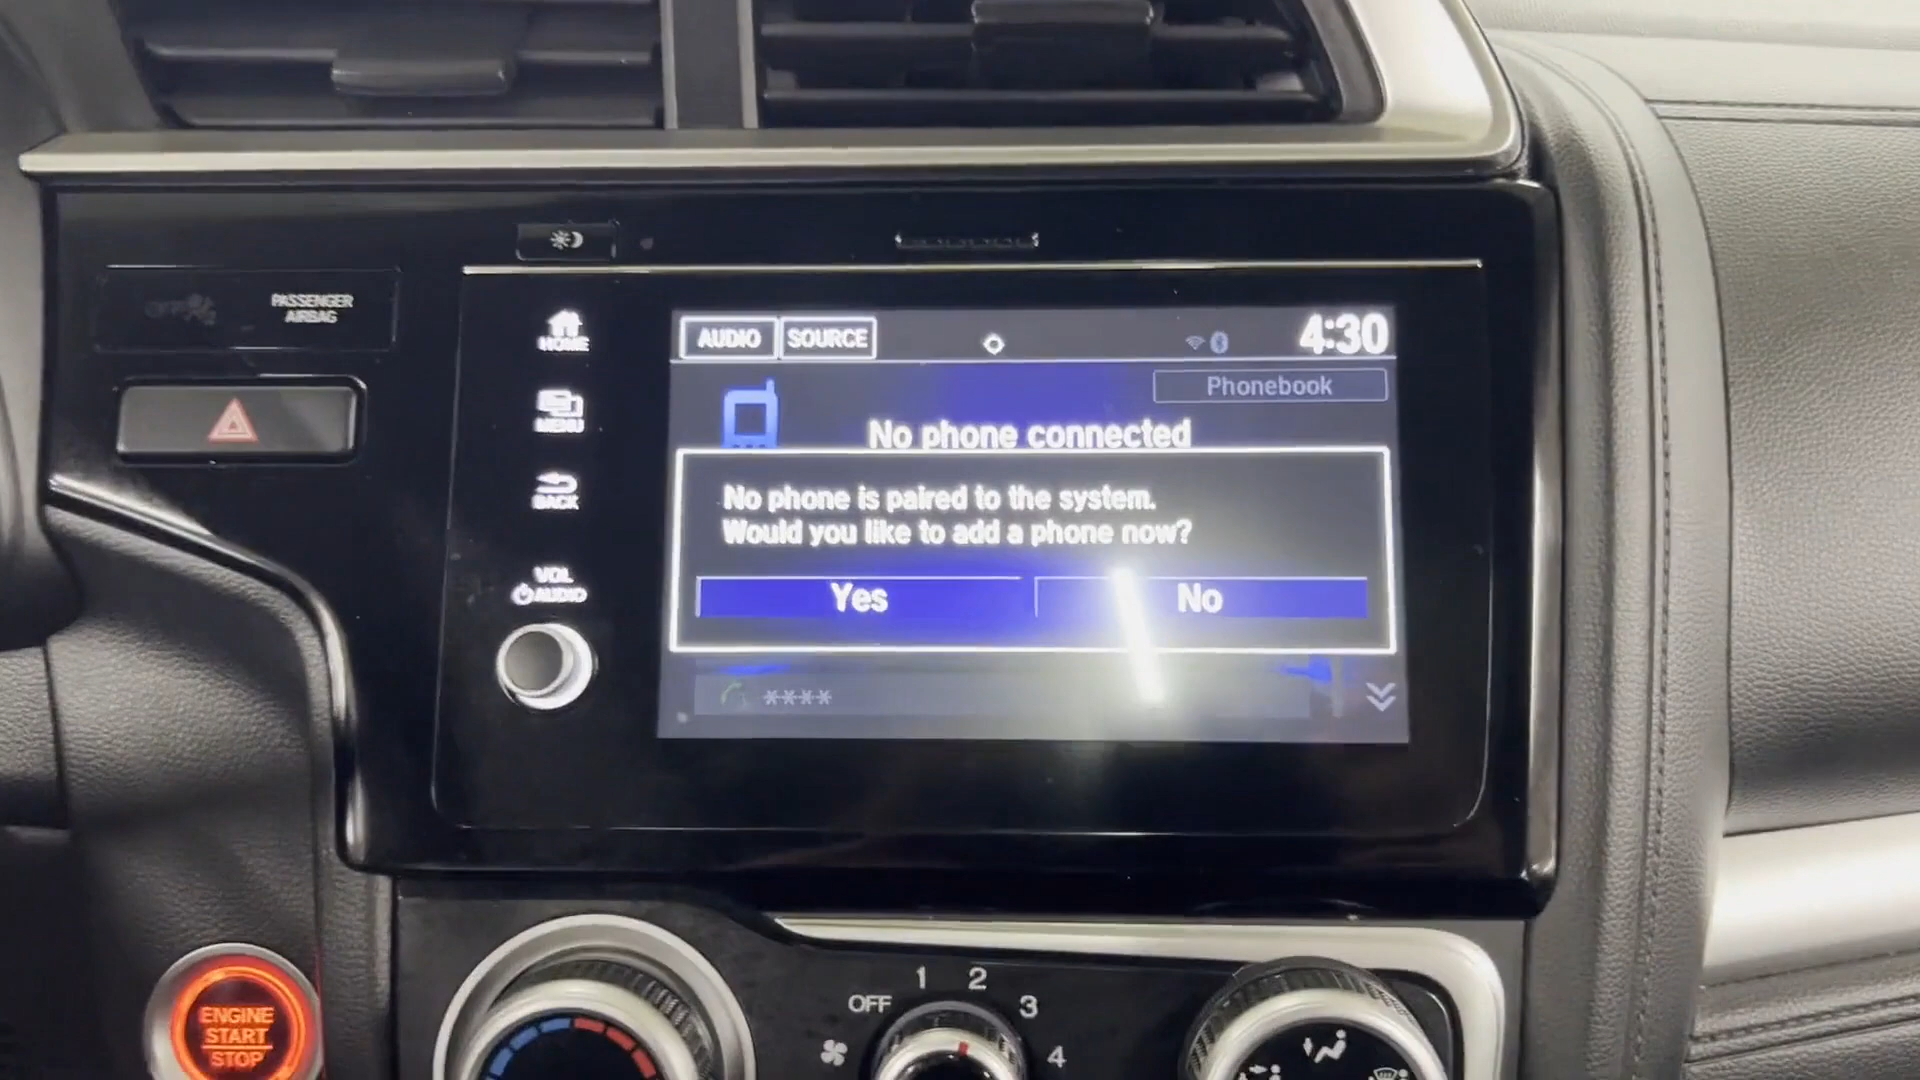 PASSENGER
AIRBAG
HOME
MENU
BACK
VOL
AUDIO
AUDIO
SOURCE
4:30
Phonebook
No phone connected
No phone is paired to the system.
Would you like to add a phone now?
Yes
No
****
ENGINE
START
STOP
OFF
1
2
3
4